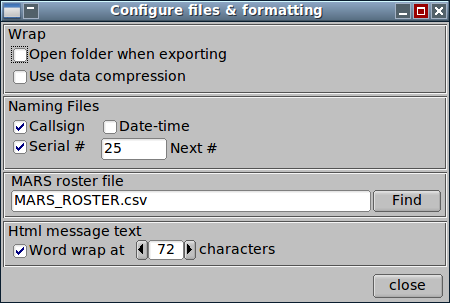 Configure files & formatting
Wrap
Open folder when exporting
Use data compression
Naming Files
Callsign Date-time
Serial # 25 Next #
MARS roster file
MARS_ROSTER.csv Find
Html message text
Word wrap at 72 characters
close